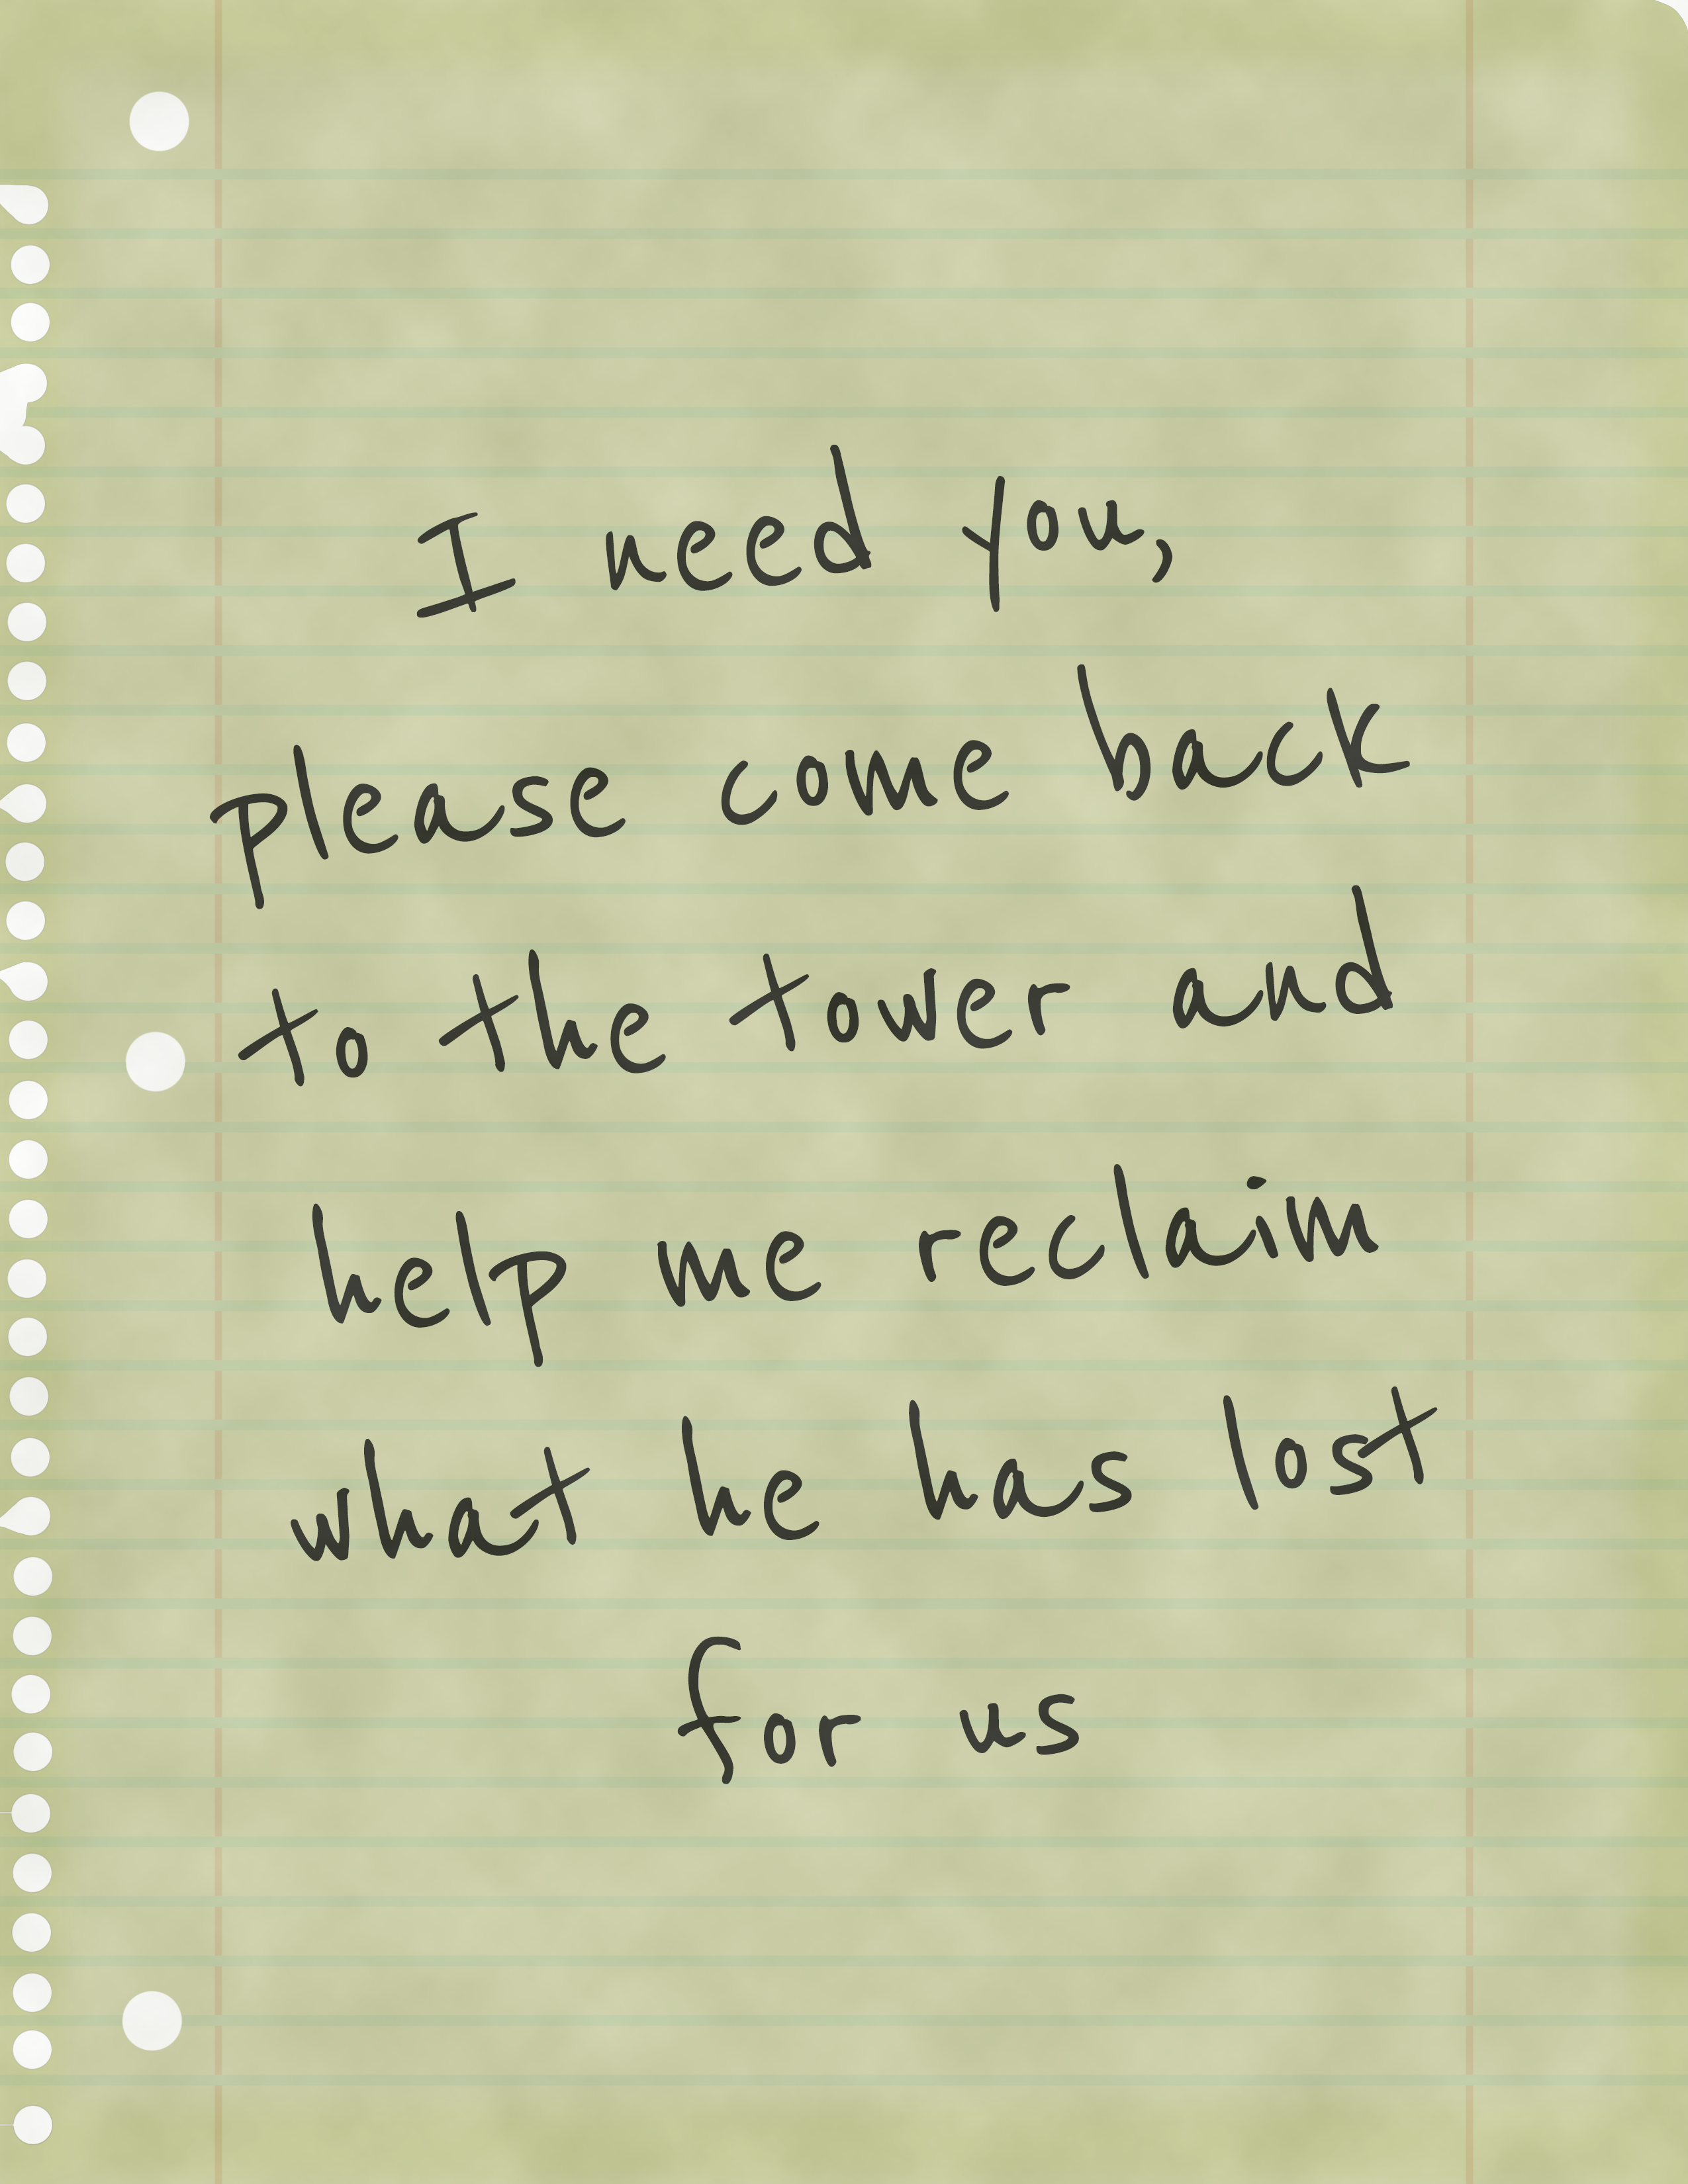 I need you,
please come back
to the tower and
help me reclaim
what he has lost
for us